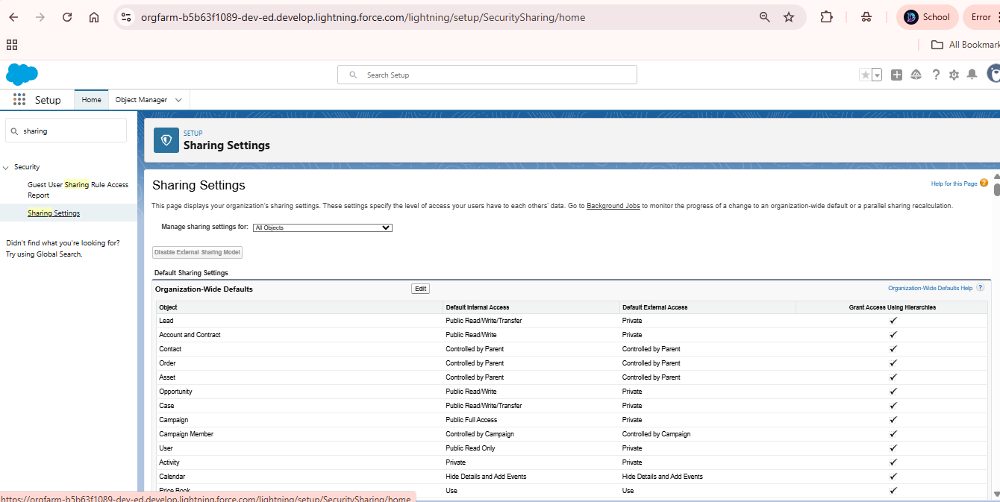 orgfarm-b5b63f1089-dev-ed.develop.lightning.force.com/lightning/setup/SecuritySharing/home
School
Error
All Bookmark
Search Setup
Setup
Home
Object Manager
sharing
Security
Guest User Sharing Rule Access
Report
Sharing Settings
Didn't find what you're looking for?
Try using Global Search.
SETUP
Sharing Settings
Sharing Settings
Help for this Page
This page displays your organization's sharing settings. These settings specify the level of access your users have to each others' data. Go to Background Jobs to monitor the progress of a change to an organization-wide default or a parallel sharing recalculation.
Manage sharing settings for: All Objects
Disable External Sharing Model
Default Sharing Settings
Organization-Wide Defaults Edit Organization-Wide Defaults Help ?
Object Default Internal Access Default External Access Grant Access Using Hierarchies
Lead Public Read/Write/Transfer Private ✓
Account and Contract Public Read/Write Private ✓
Contact Controlled by Parent Controlled by Parent ✓
Order Controlled by Parent Controlled by Parent ✓
Asset Controlled by Parent Controlled by Parent ✓
Opportunity Public Read/Write Private ✓
Case Public Read/Write/Transfer Private ✓
Campaign Public Full Access Private ✓
Campaign Member Controlled by Campaign Controlled by Campaign ✓
User Public Read Only Private ✓
Activity Private Private ✓
Calendar Hide Details and Add Events Hide Details and Add Events ✓
Price Book Use Use ✓
https://orgfarm-b5b63f1089-dev-ed.develop.lightning.force.com/lightning/setup/SecuritySharing/home